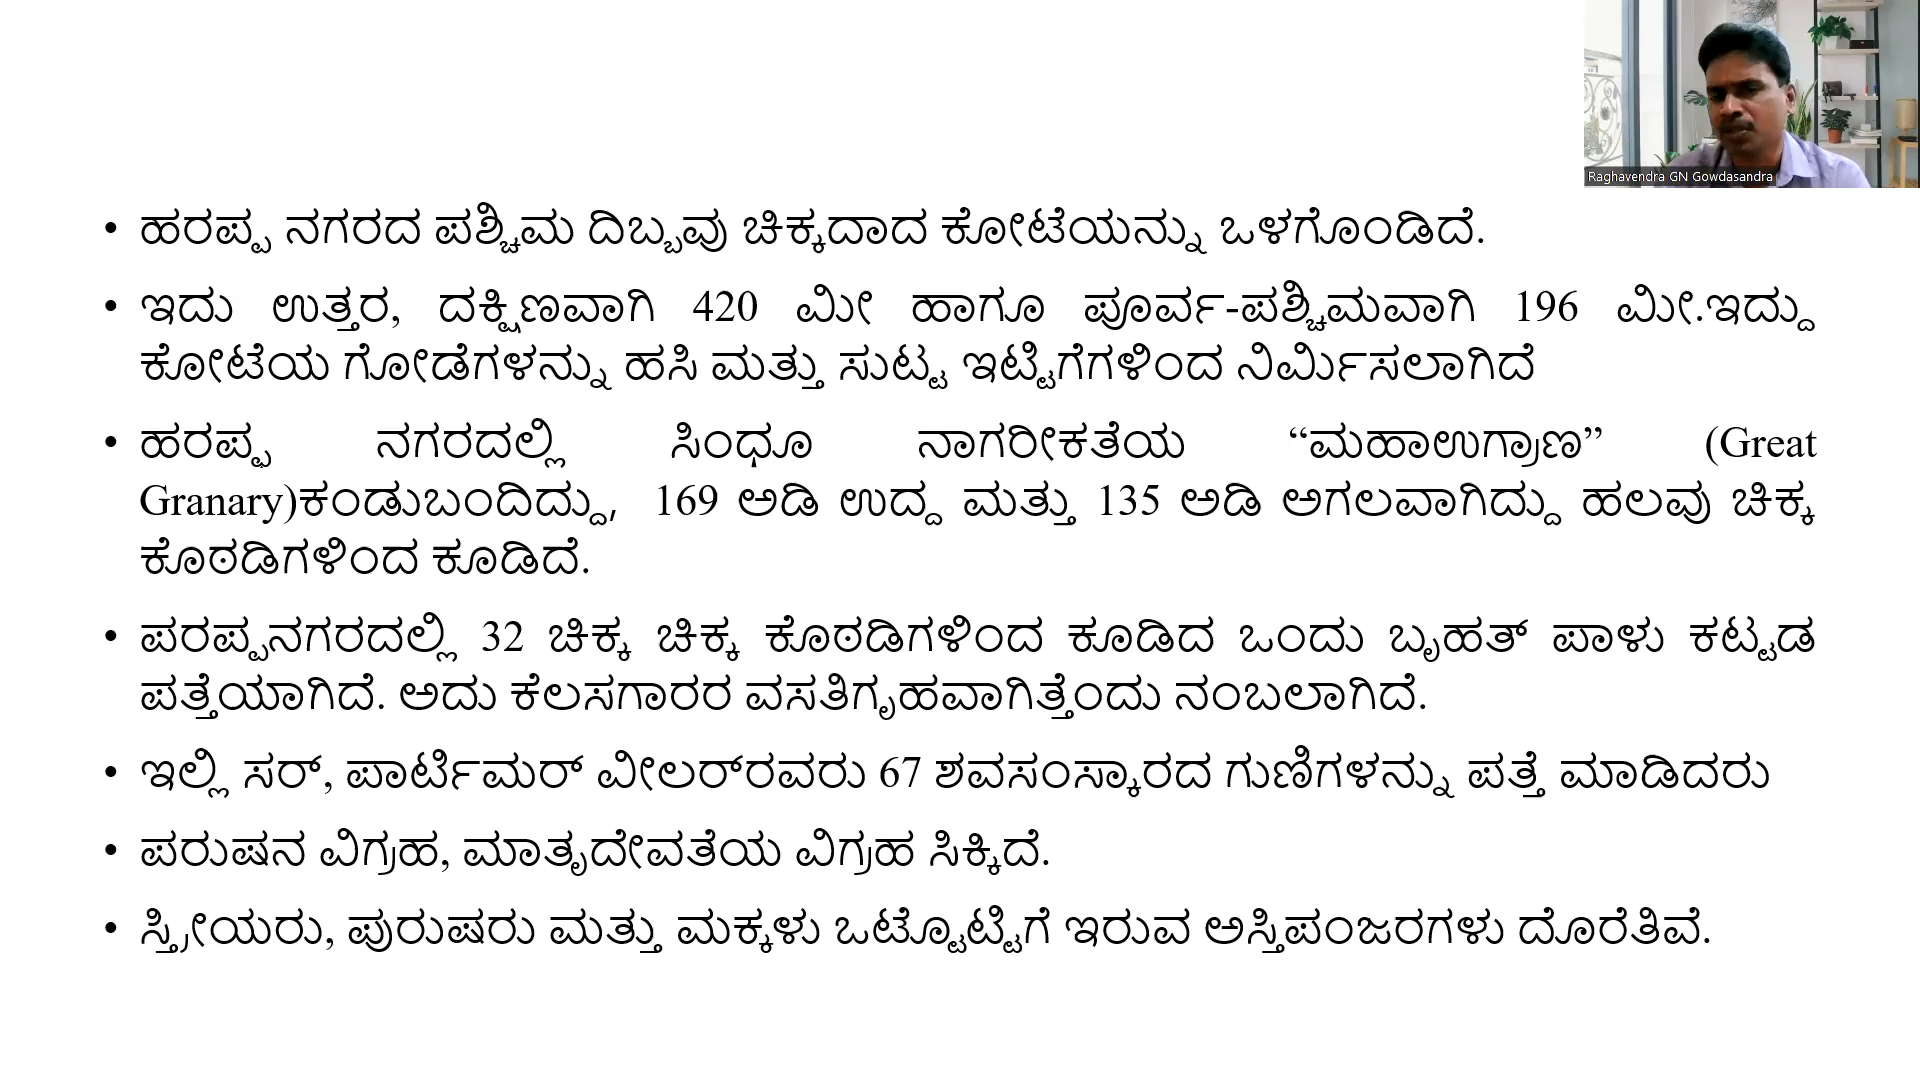 Raghavendra GN Gowdasandra
• ಹರಪ್ಪ ನಗರದ ಪಶ್ಚಿಮ ದಿಬ್ಬವು ಚಿಕ್ಕದಾದ ಕೋಟೆಯನ್ನು ಒಳಗೊಂಡಿದೆ.
• ಇದು ಉತ್ತರ, ದಕ್ಷಿಣವಾಗಿ 420 ಮೀ ಹಾಗೂ ಪೂರ್ವ-ಪಶ್ಚಿಮವಾಗಿ 196 ಮೀ.ಇದ್ದು
ಕೋಟೆಯ ಗೋಡೆಗಳನ್ನು ಹಸಿ ಮತ್ತು ಸುಟ್ಟ ಇಟ್ಟಿಗೆಗಳಿಂದ ನಿರ್ಮಿಸಲಾಗಿದೆ
• ಹರಪ್ಫ ನಗರದಲ್ಲಿ ಸಿಂಧೂ ನಾಗರೀಕತೆಯ “ಮಹಾಉಗ್ರಾಣ” (Great
Granary)ಕಂಡುಬಂದಿದ್ದು, 169 ಅಡಿ ಉದ್ದ ಮತ್ತು 135 ಅಡಿ ಅಗಲವಾಗಿದ್ದು ಹಲವು ಚಿಕ್ಕ
ಕೊಠಡಿಗಳಿಂದ ಕೂಡಿದೆ.
• ಪರಪ್ಪನಗರದಲ್ಲಿ 32 ಚಿಕ್ಕ ಚಿಕ್ಕ ಕೊಠಡಿಗಳಿಂದ ಕೂಡಿದ ಒಂದು ಬೃಹತ್ ಪಾಳು ಕಟ್ಟಡ
ಪತ್ತೆಯಾಗಿದೆ. ಅದು ಕೆಲಸಗಾರರ ವಸತಿಗೃಹವಾಗಿತ್ತೆಂದು ನಂಬಲಾಗಿದೆ.
• ಇಲ್ಲಿ ಸರ್, ಪಾರ್ಟಿಮರ್ ವೀಲರ್‌ರವರು 67 ಶವಸಂಸ್ಕಾರದ ಗುಣಿಗಳನ್ನು ಪತ್ತೆ ಮಾಡಿದರು
• ಪರುಷನ ವಿಗ್ರಹ, ಮಾತೃದೇವತೆಯ ವಿಗ್ರಹ ಸಿಕ್ಕಿದೆ.
• ಸ್ತ್ರೀಯರು, ಪುರುಷರು ಮತ್ತು ಮಕ್ಕಳು ಒಟ್ಟೊಟ್ಟಿಗೆ ಇರುವ ಅಸ್ತಿಪಂಜರಗಳು ದೊರೆತಿವೆ.